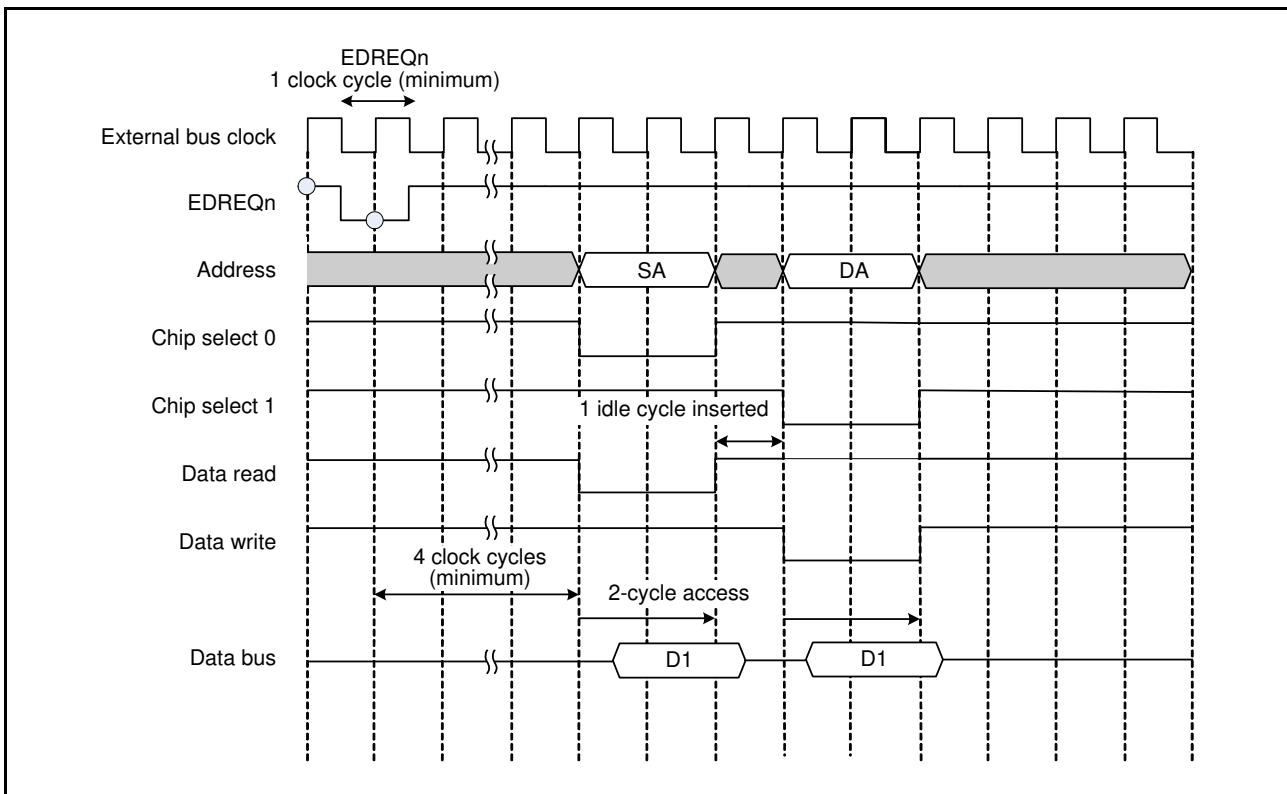 EDREQn
1 clock cycle (minimum)
External bus clock
EDREQn
Address
SA
DA
Chip select 0
Chip select 1
1 idle cycle inserted
Data read
Data write
4 clock cycles
(minimum)
2-cycle access
Data bus
D1
D1